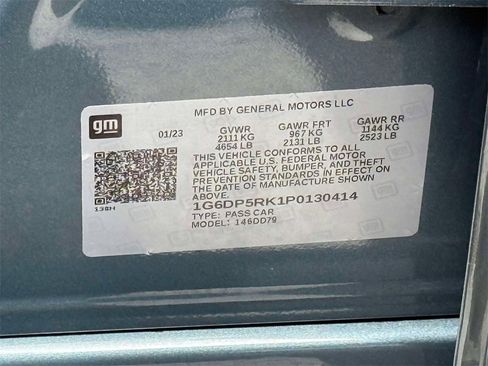 MFD BY GENERAL MOTORS LLC
gm
01/23 GVWR GAWR FRT GAWR RR
2111 KG 967 KG 1144 KG
4654 LB 2131 LB 2523 LB
THIS VEHICLE CONFORMS TO ALL
APPLICABLE U.S. FEDERAL MOTOR
VEHICLE SAFETY, BUMPER, AND THEFT
PREVENTION STANDARDS IN EFFECT ON
THE DATE OF MANUFACTURE SHOWN
ABOVE.
138H
1G6DP5RK1P0130414
TYPE: PASS CAR
MODEL: 146DD79